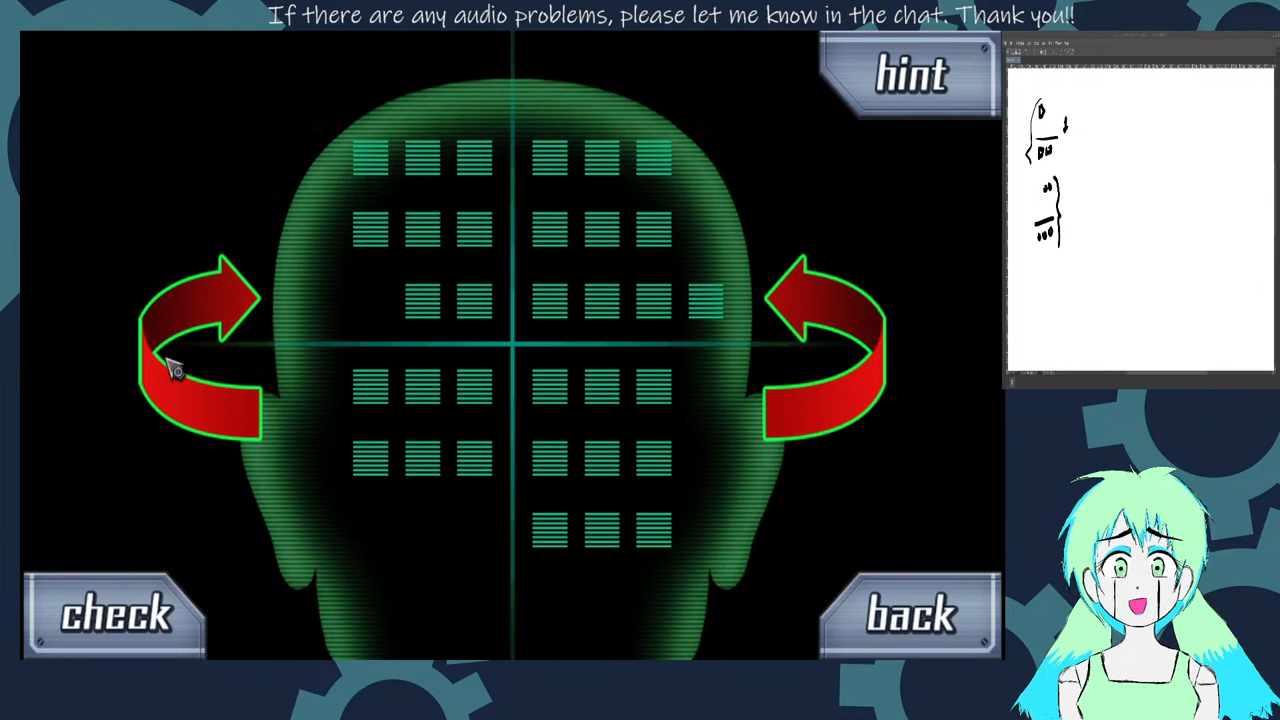 If there are any audio problems, please let me know in the chat. Thank you!!
hint
check
back